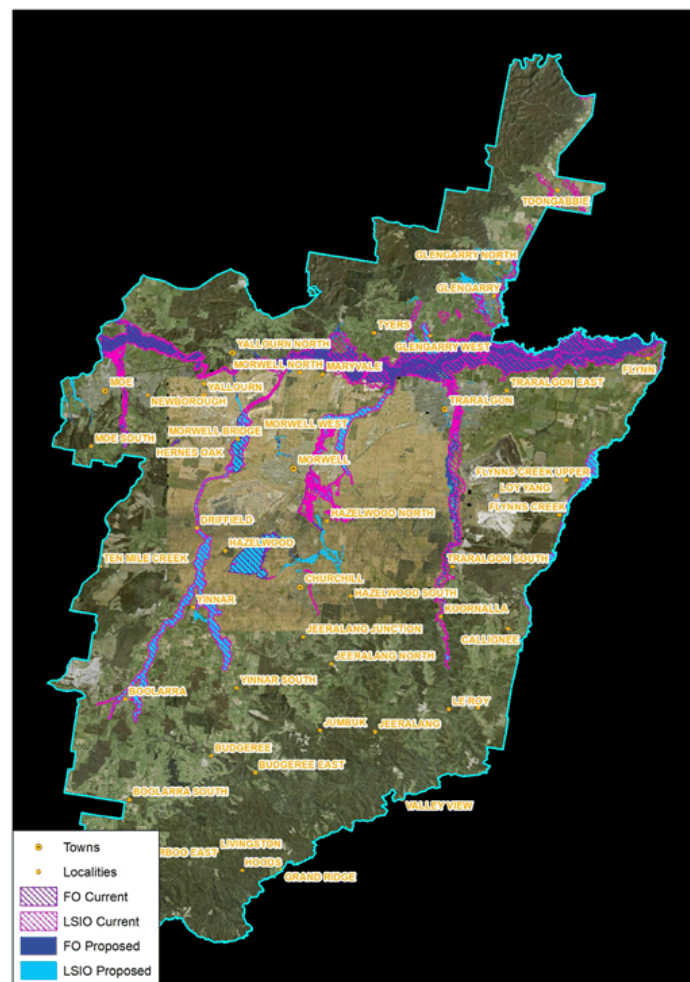 TOONGABBIE
GLENGARRY NORTH
GLENGARRY
TYERS
YALLOURN NORTH
GLENGARRY WEST
MORWELL NORTH
MARYVALE
FLYNN
MOE
YALLOURN
TRARALGON EAST
NEWBOROUGH
TRARALGON
MORWELL WEST
MORWELL BRIDGE
MOE SOUTH
HERNES OAK
MORWELL
FLYNNS CREEK UPPER
LOY YANG
FLYNNS CREEK
HAZELWOOD NORTH
DRIFFIELD
HAZELWOOD
TEN MILE CREEK
TRARALGON SOUTH
CHURCHILL
HAZELWOOD SOUTH
YINNAR
KOORNALLA
JEERALANG JUNCTION
CALLIGNEE
JEERALANG NORTH
YINNAR SOUTH
BOOLARRA
LE ROY
JUMBUK
JEERALANG
BUDGEREE
BUDGEREE EAST
BOOLARRA SOUTH
VALLEY VIEW
LIVINGSTON
RBOO EAST
HOODS
GRAND RIDGE
Towns
Localities
FO Current
LSIO Current
FO Proposed
LSIO Proposed